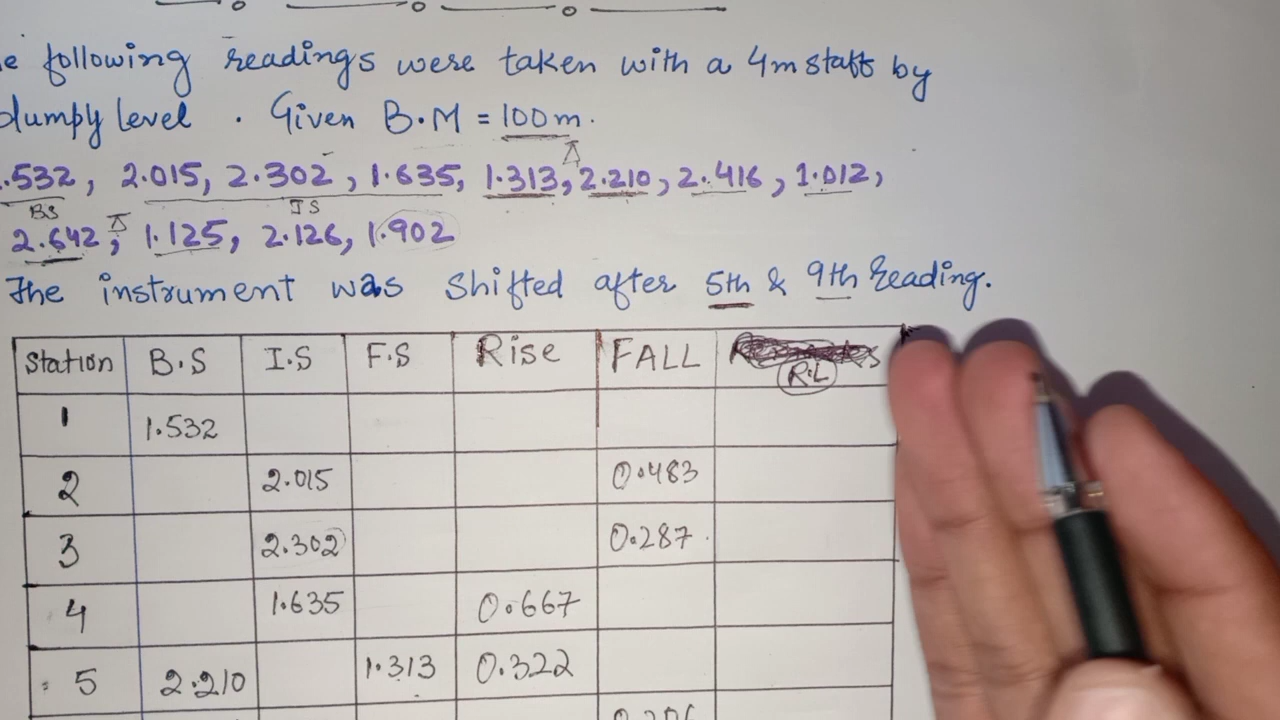 following readings were taken with a 4m staff by
dumpy level . Given B.M = 100m.
.532, 2.015, 2.302, 1.635, 1.313, 2.210, 2.416, 1.012,
BS IS
2.642, 1.125, 2.126, 1.902
The instrument was shifted after 5th & 9th reading.
Station B.S I.S F.S Rise FALL R.L
1 1.532
2 2.015 0.483
3 2.302 0.287
4 1.635 0.667
5 2.210 1.313 0.322